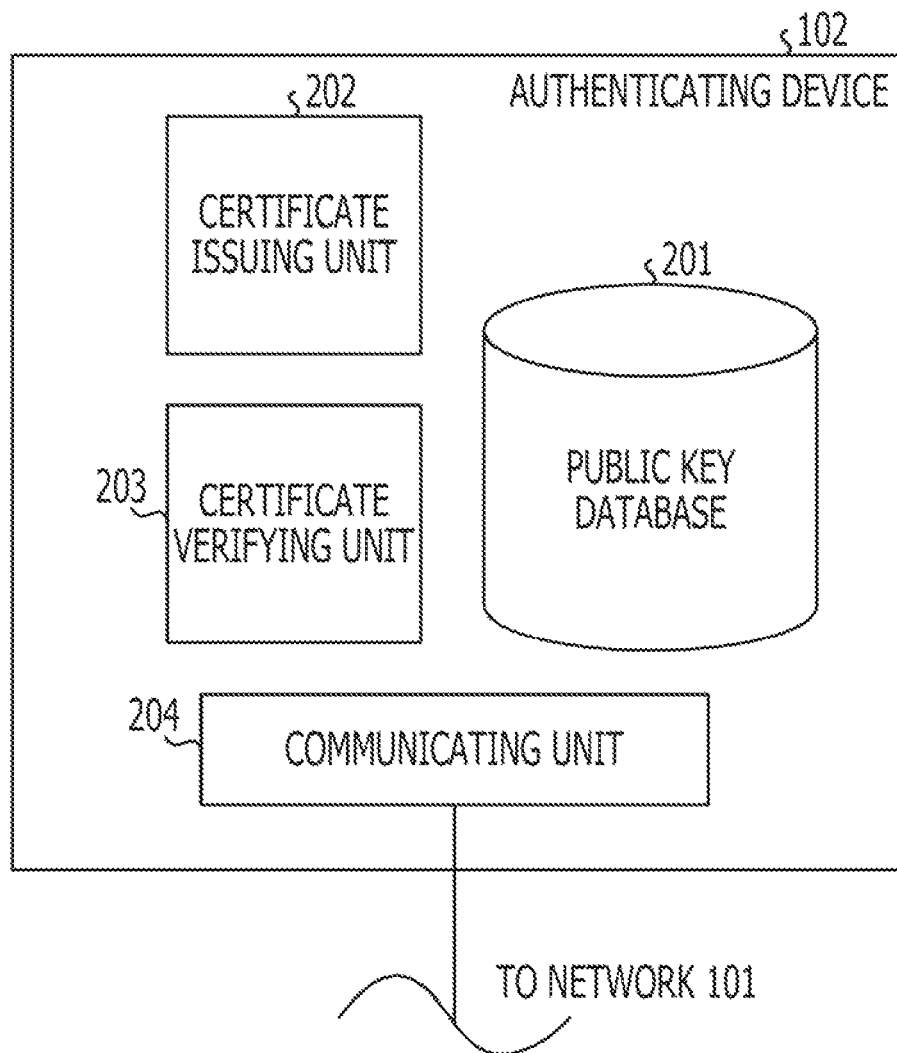 102
AUTHENTICATING DEVICE
202
CERTIFICATE
ISSUING UNIT
201
PUBLIC KEY
DATABASE
203
CERTIFICATE
VERIFYING UNIT
204
COMMUNICATING UNIT
TO NETWORK 101